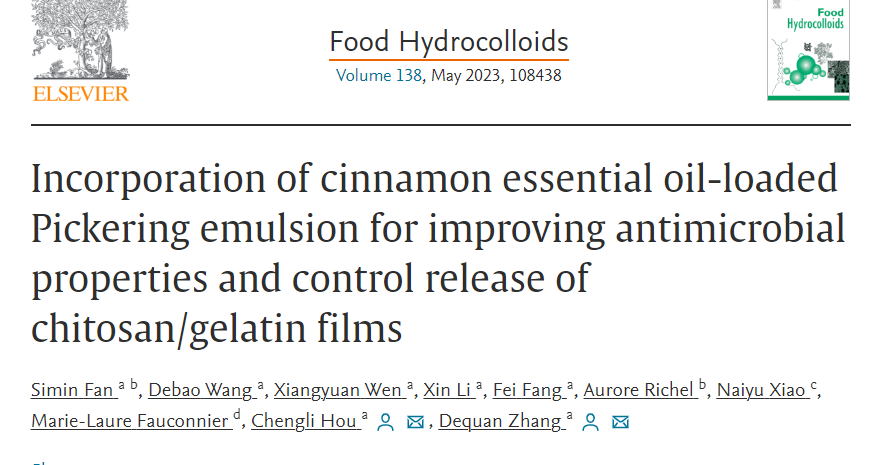 Food Hydrocolloids
Volume 138, May 2023, 108438
ELSEVIER
Food
Hydrocolloids
Incorporation of cinnamon essential oil-loaded
Pickering emulsion for improving antimicrobial
properties and control release of
chitosan/gelatin films
Simin Fan a b, Debao Wang a, Xiangyuan Wen a, Xin Li a, Fei Fang a, Aurore Richel b, Naiyu Xiao c,
Marie-Laure Fauconnier d, Chengli Hou a, Dequan Zhang a